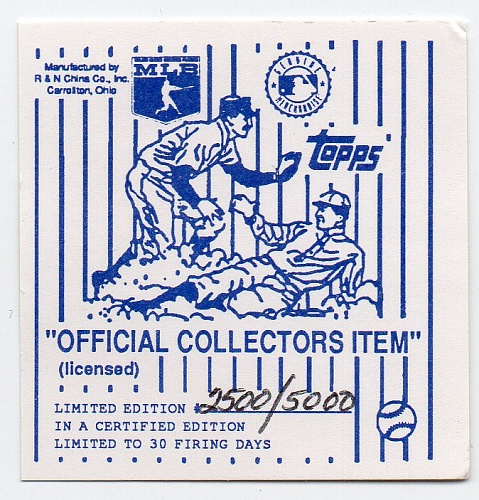 Manufactured by
R & N China Co., Inc.
Carrollton, Ohio
MLB
GENUINE
MERCHANDISE
TOPPS
"OFFICIAL COLLECTORS ITEM"
(licensed)
LIMITED EDITION # 2500/5000
IN A CERTIFIED EDITION
LIMITED TO 30 FIRING DAYS